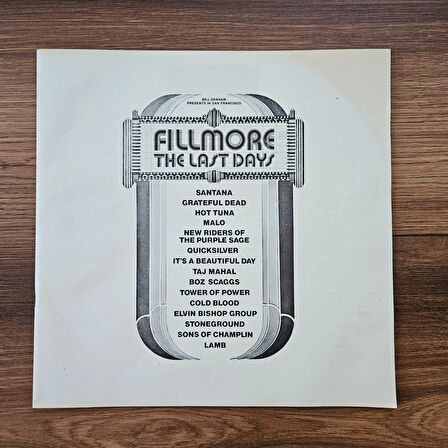 BILL GRAHAM
PRESENTS IN SAN FRANCISCO
FILLMORE
THE LAST DAYS
SANTANA
GRATEFUL DEAD
HOT TUNA
MALO
NEW RIDERS OF
THE PURPLE SAGE
QUICKSILVER
IT'S A BEAUTIFUL DAY
TAJ MAHAL
BOZ SCAGGS
TOWER OF POWER
COLD BLOOD
ELVIN BISHOP GROUP
STONEGROUND
SONS OF CHAMPLIN
LAMB